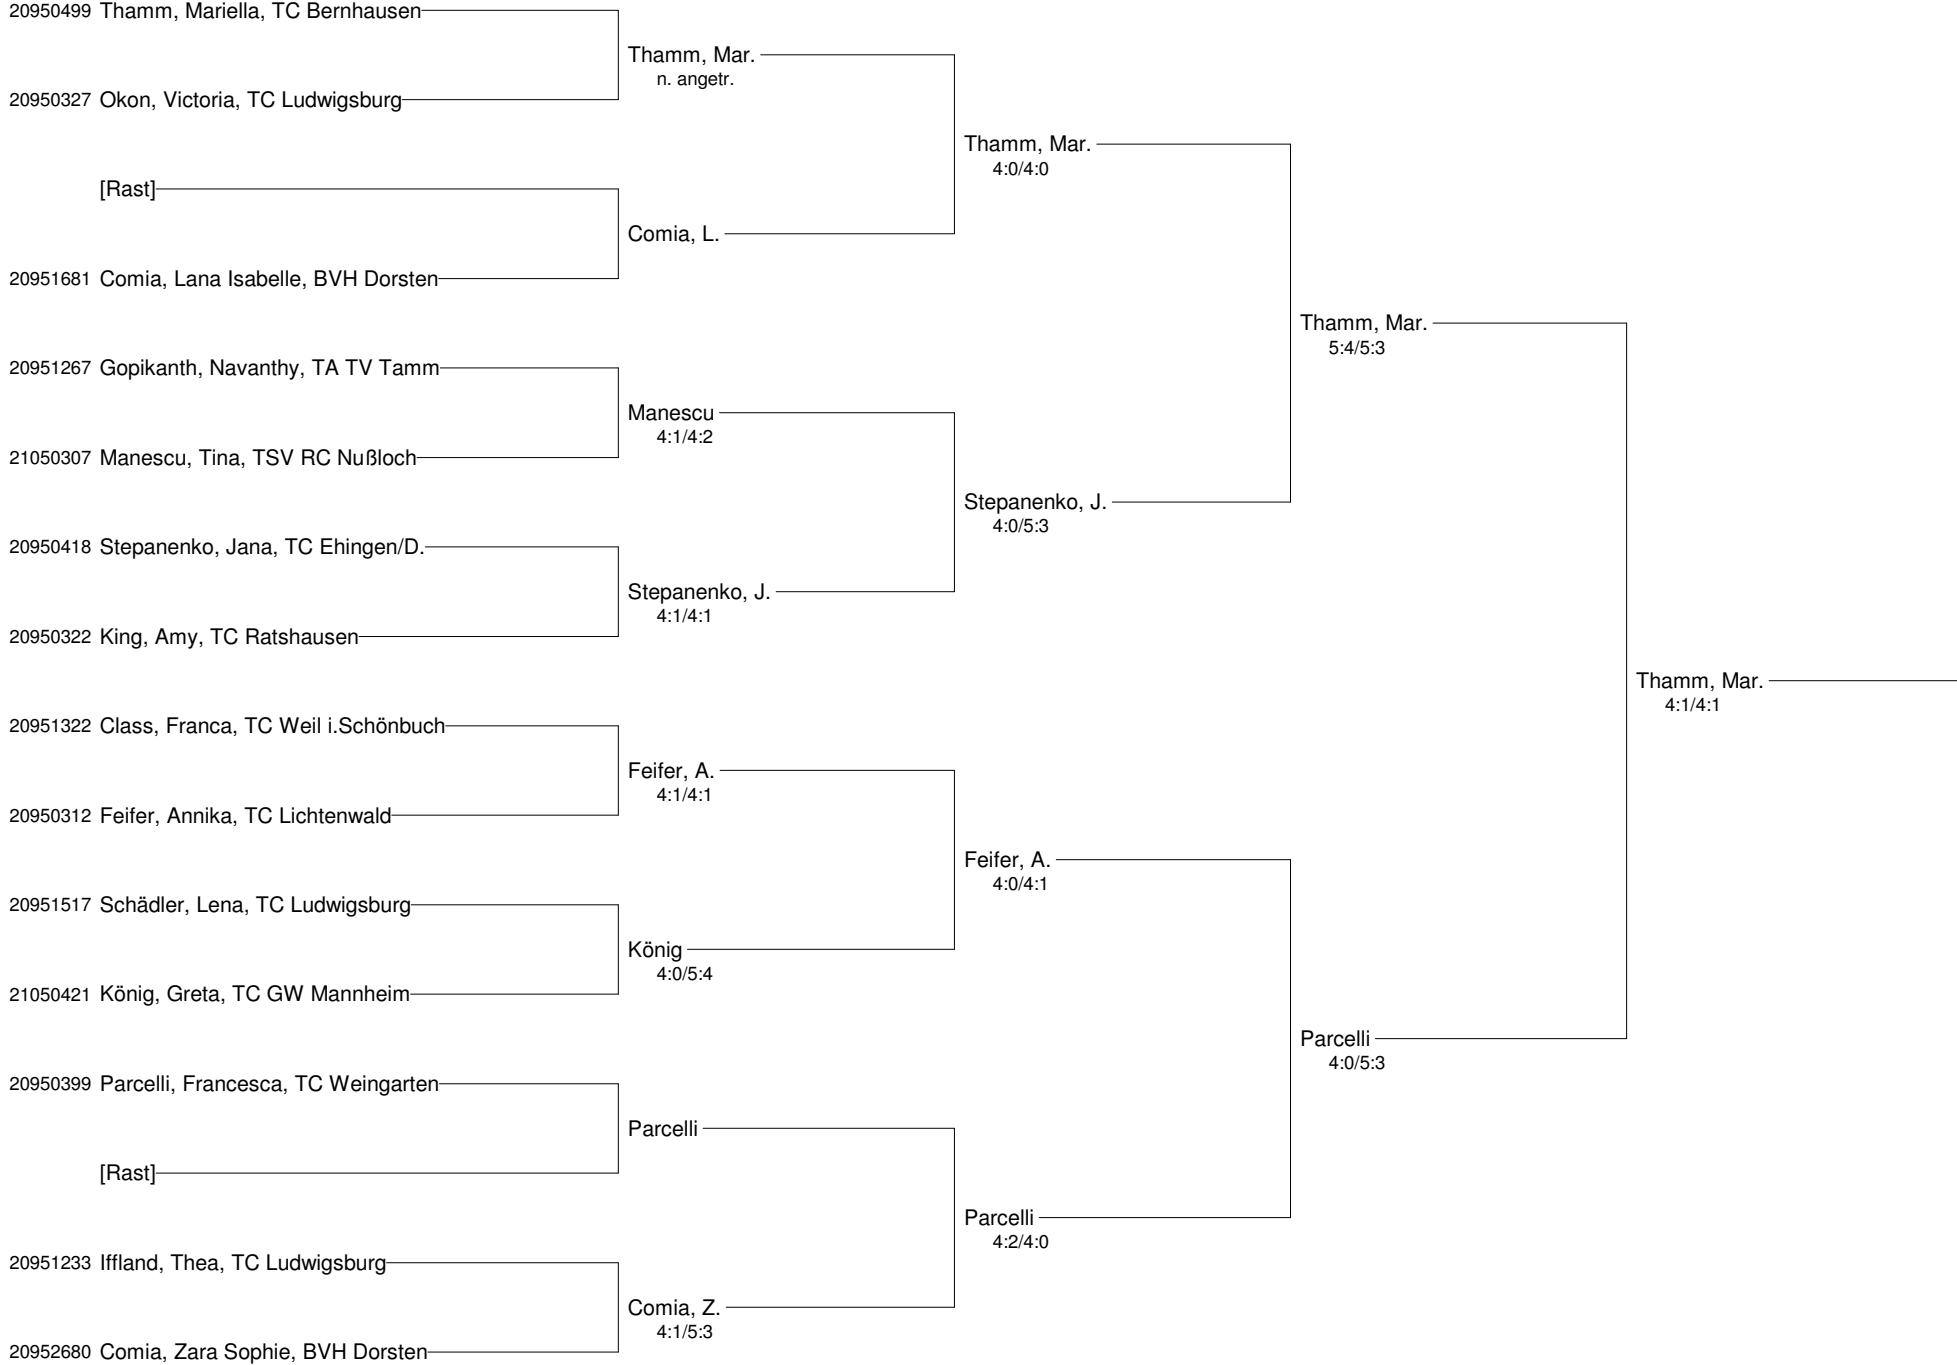 20950499 Thamm, Mariella, TC Bernhausen
Thamm, Mar.
n. angetr.
20950327 Okon, Victoria, TC Ludwigsburg
Thamm, Mar.
4:0/4:0
[Rast]
Comia, L.
20951681 Comia, Lana Isabelle, BVH Dorsten
Thamm, Mar.
5:4/5:3
20951267 Gopikanth, Navanthy, TA TV Tamm
Manescu
4:1/4:2
21050307 Manescu, Tina, TSV RC Nußloch
Stepanenko, J.
4:0/5:3
20950418 Stepanenko, Jana, TC Ehingen/D.
Stepanenko, J.
4:1/4:1
20950322 King, Amy, TC Ratshausen
Thamm, Mar.
4:1/4:1
20951322 Class, Franca, TC Weil i.Schönbuch
Feifer, A.
4:1/4:1
20950312 Feifer, Annika, TC Lichtenwald
Feifer, A.
4:0/4:1
20951517 Schädler, Lena, TC Ludwigsburg
König
4:0/5:4
21050421 König, Greta, TC GW Mannheim
Parcelli
4:0/5:3
20950399 Parcelli, Francesca, TC Weingarten
Parcelli
[Rast]
Parcelli
4:2/4:0
20951233 Iffland, Thea, TC Ludwigsburg
Comia, Z.
4:1/5:3
20952680 Comia, Zara Sophie, BVH Dorsten